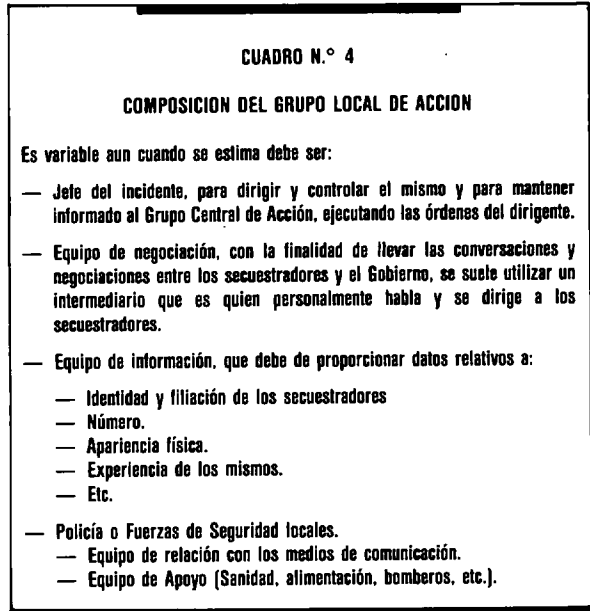 CUADRO N.° 4
COMPOSICION DEL GRUPO LOCAL DE ACCION
Es variable aun cuando se estima debe ser:
— Jefe del incidente, para dirigir y controlar el mismo y para mantener
informado al Grupo Central de Acción, ejecutando las órdenes del dirigente.
— Equipo de negociación, con la finalidad de llevar las conversaciones y
negociaciones entre los secuestradores y el Gobierno, se suele utilizar un
intermediario que es quien personalmente habla y se dirige a los
secuestradores.
— Equipo de información, que debe de proporcionar datos relativos a:
— Identidad y filiación de los secuestradores
— Número.
— Apariencia física.
— Experiencia de los mismos.
— Etc.
— Policía o Fuerzas de Seguridad locales.
— Equipo de relación con los medios de comunicación.
— Equipo de Apoyo (Sanidad, alimentación, bomberos, etc.).